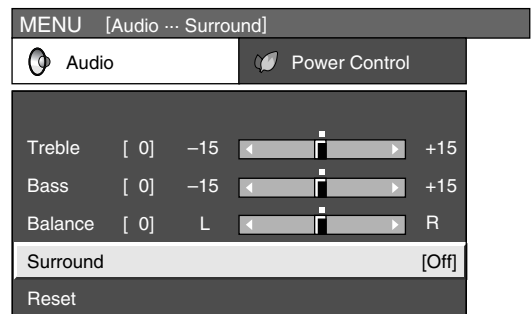 MENU [Audio ··· Surround]
Audio Power Control
Treble [ 0] –15 +15
Bass [ 0] –15 +15
Balance [ 0] L R
Surround [Off]
Reset